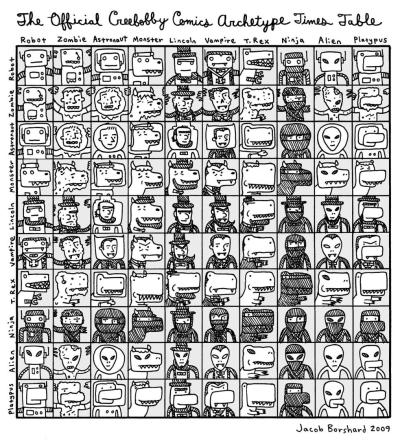 The Official Creebobby Comics Archetype Times Table
Robot Zombie Astronaut Monster Lincoln Vampire T.Rex Ninja Alien Platypus
Robot
Zombie
Astronaut
Monster
Lincoln
Vampire
T.Rex
Ninja
Alien
Platypus
Jacob Borshard 2009